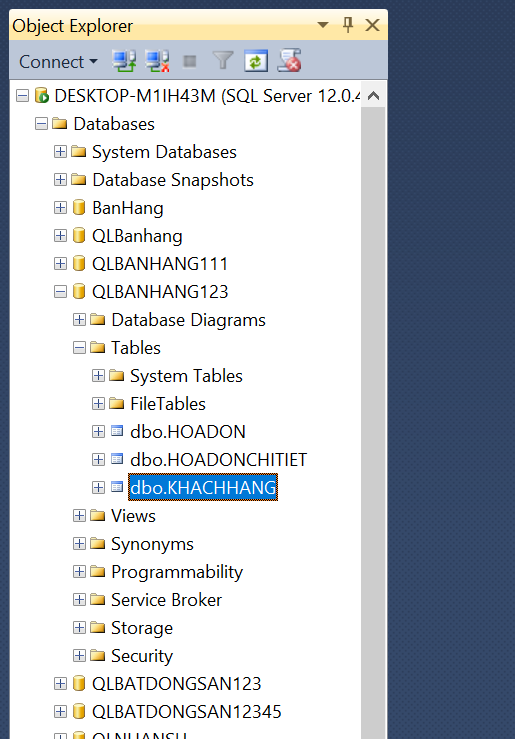 Object Explorer
Connect
DESKTOP-M1IH43M (SQL Server 12.0.4
Databases
System Databases
Database Snapshots
BanHang
QLBanhang
QLBANHANG111
QLBANHANG123
Database Diagrams
Tables
System Tables
FileTables
dbo.HOADON
dbo.HOADONCHITIET
dbo.KHACHHANG
Views
Synonyms
Programmability
Service Broker
Storage
Security
QLBATDONGSAN123
QLBATDONGSAN12345
QLNHANSU